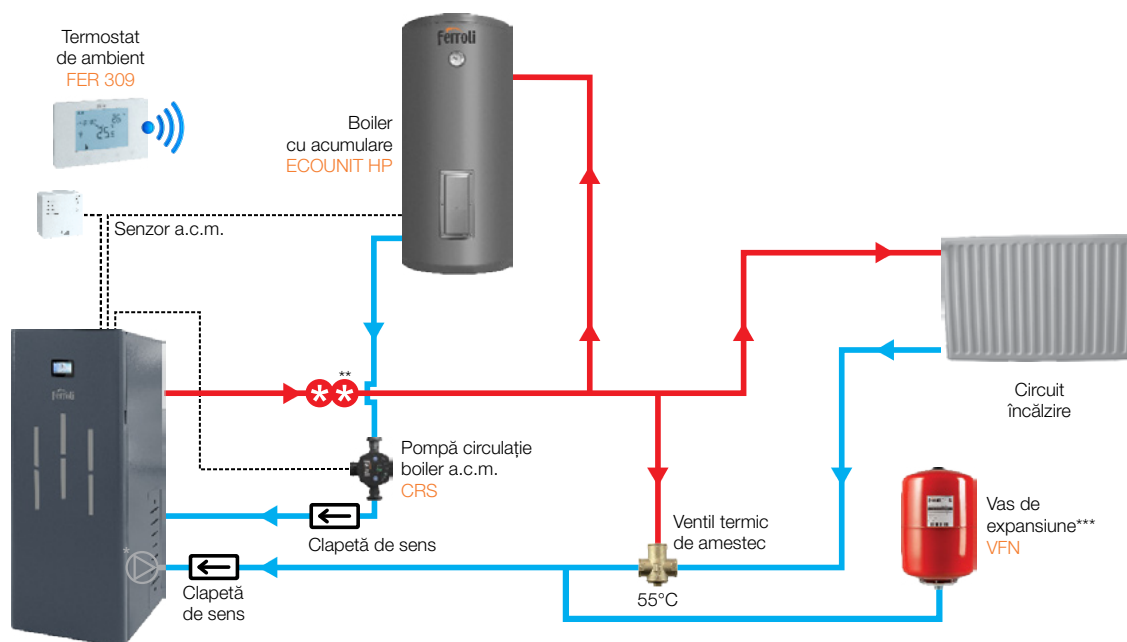 Termostat
de ambient
FER 309
ferroli
Boiler
cu acumulare
ECOUNIT HP
Senzor a.c.m.
ferroli
**
Pompă circulație
boiler a.c.m.
CRS
Clapetă de sens
*
Clapetă
de sens
Ventil termic
de amestec
55°C
Circuit
încălzire
Vas de
expansiune***
VFN